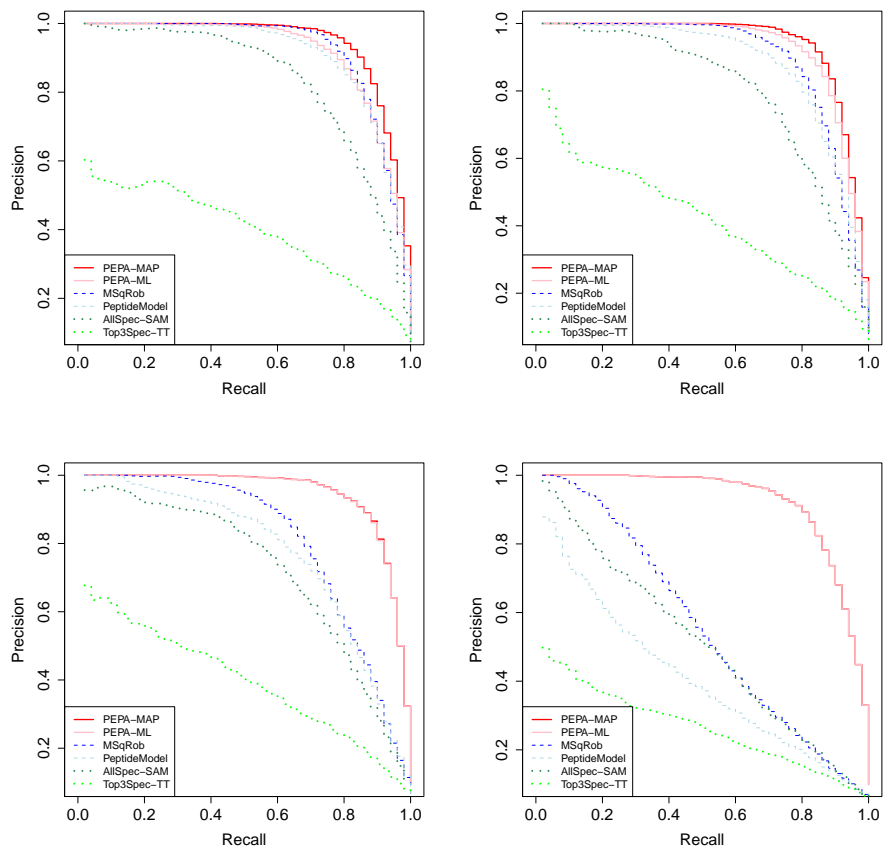 1.0
0.8
0.6
0.4
0.2
Precision
PEPA−MAP
PEPA−ML
MSqRob
PeptideModel
AllSpec−SAM
Top3Spec−TT
0.0 0.2 0.4 0.6 0.8 1.0
Recall
1.0
0.8
0.6
0.4
0.2
Precision
PEPA−MAP
PEPA−ML
MSqRob
PeptideModel
AllSpec−SAM
Top3Spec−TT
0.0 0.2 0.4 0.6 0.8 1.0
Recall
1.0
0.8
0.6
0.4
0.2
Precision
PEPA−MAP
PEPA−ML
MSqRob
PeptideModel
AllSpec−SAM
Top3Spec−TT
0.0 0.2 0.4 0.6 0.8 1.0
Recall
1.0
0.8
0.6
0.4
0.2
Precision
PEPA−MAP
PEPA−ML
MSqRob
PeptideModel
AllSpec−SAM
Top3Spec−TT
0.0 0.2 0.4 0.6 0.8 1.0
Recall